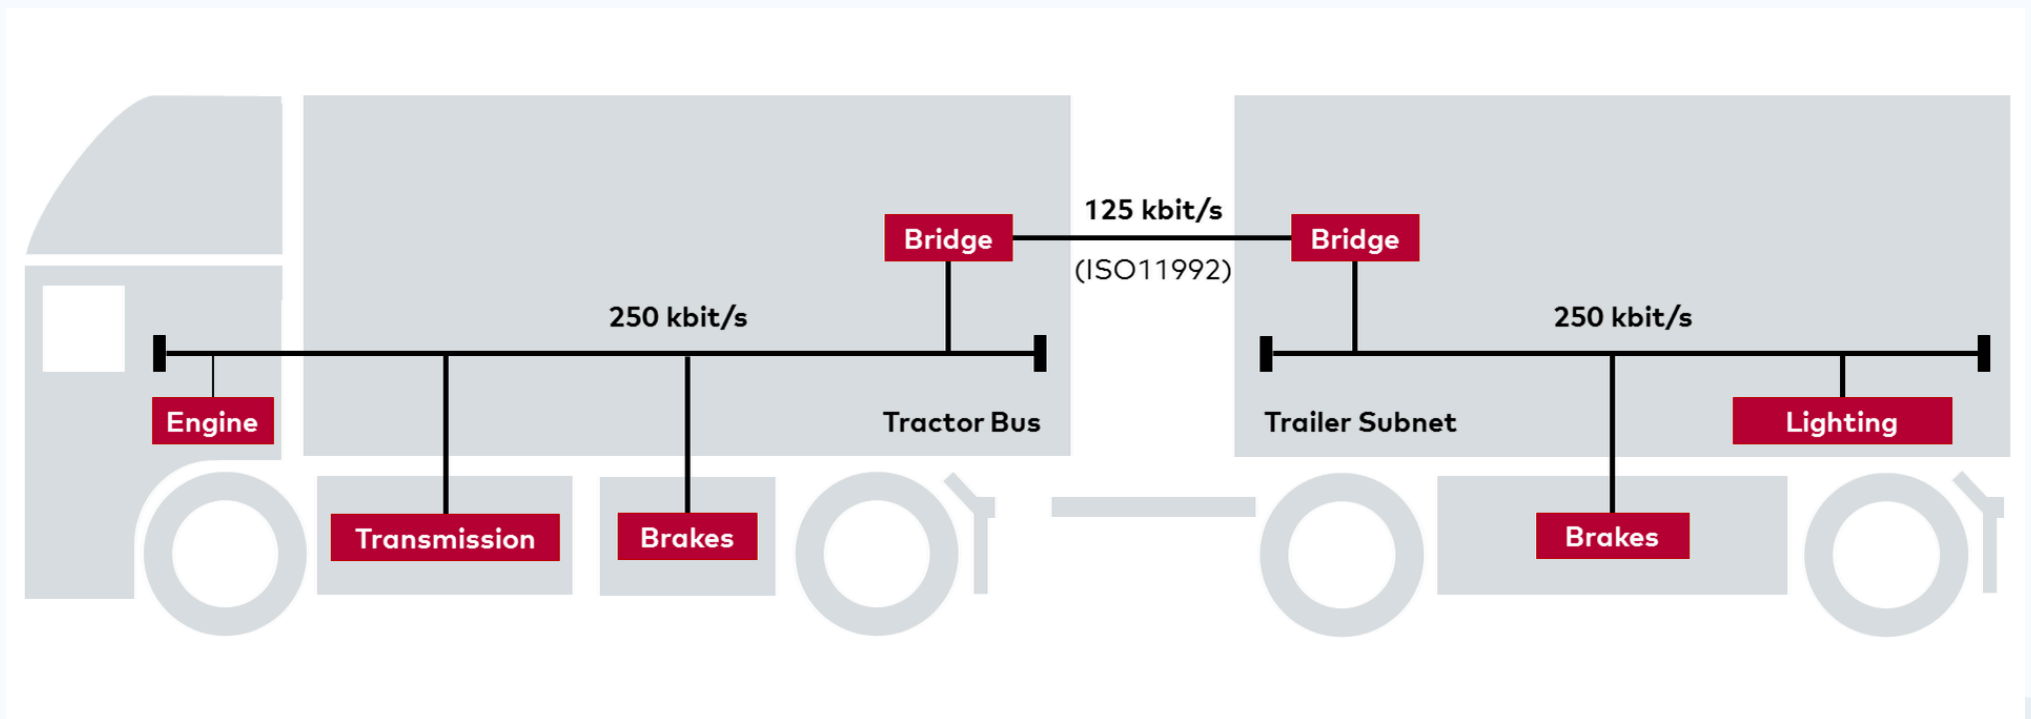 125 kbit/s
Bridge
Bridge
(ISO11992)
250 kbit/s
250 kbit/s
Engine
Tractor Bus
Trailer Subnet
Lighting
Transmission
Brakes
Brakes